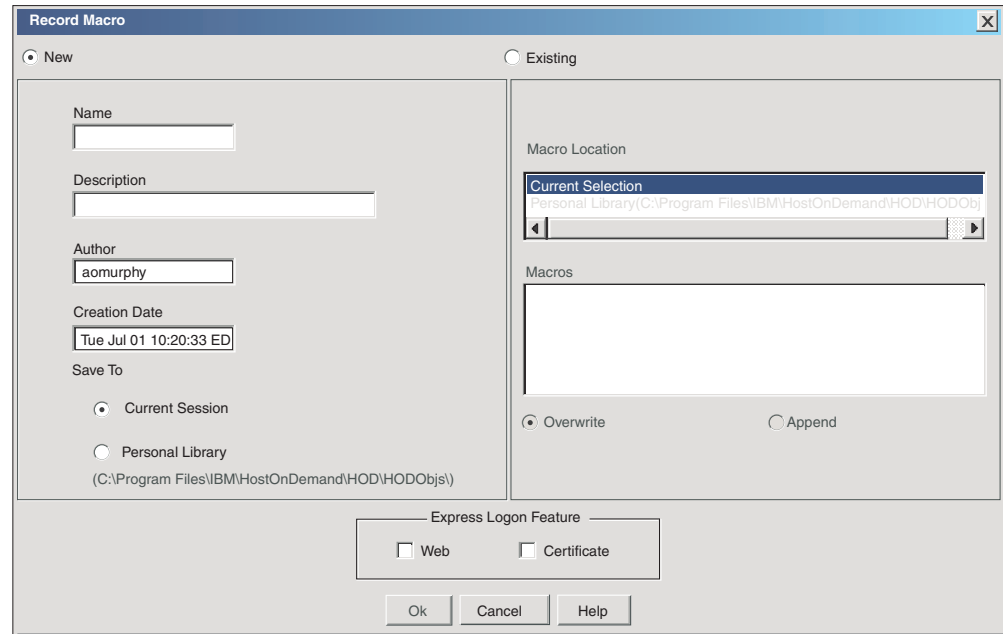 Record Macro
X
New
Existing
Name
Description
Author
aomurphy
Creation Date
Tue Jul 01 10:20:33 ED
Save To
Current Session
Personal Library
(C:\Program Files\IBM\HostOnDemand\HOD\HODObjs\)
Macro Location
Current Selection
Personal Library(C:\Program Files\IBM\HostOnDemand\HOD\HODObj
Macros
Overwrite
Append
Express Logon Feature
Web
Certificate
Ok
Cancel
Help